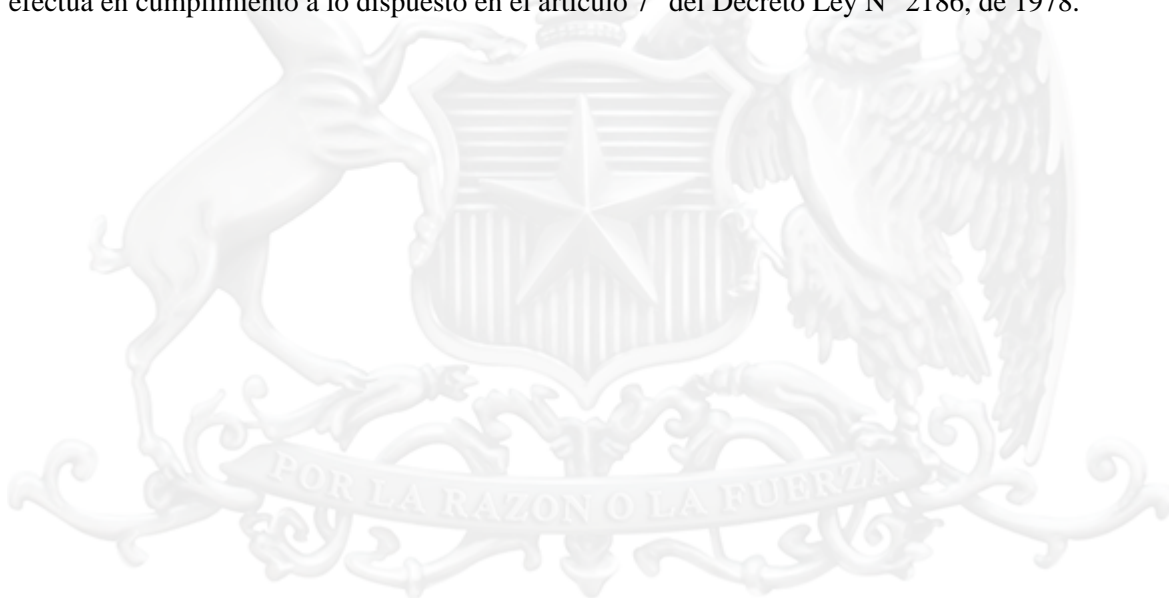 efectúa en cumplimiento a lo dispuesto en el artículo 7° del Decreto Ley N° 2186, de 1978.
POR LA RAZON O LA FUERZA